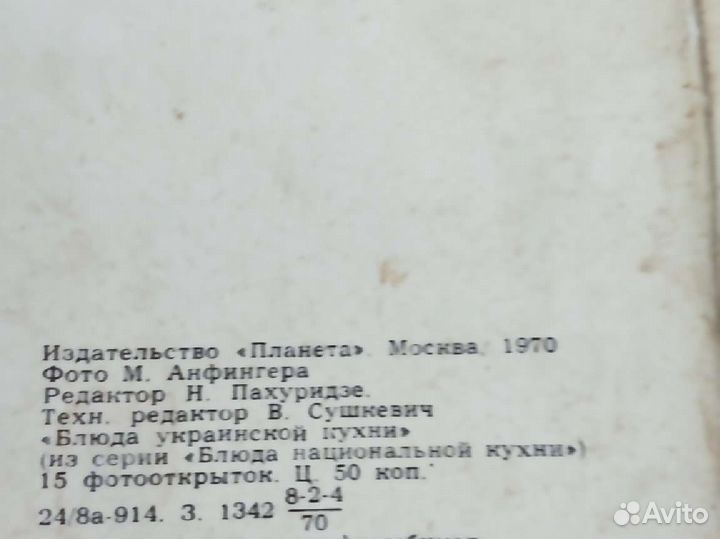 Издательство «Планета». Москва, 1970
Фото М. Анфингера
Редактор Н. Пахуридзе.
Техн. редактор В. Сушкевич
«Блюда украинской кухни»
(из серии «Блюда национальной кухни»)
15 фотооткрыток. Ц. 50 коп.
24/8а-914. З. 1342 8-2-4/70
Avito